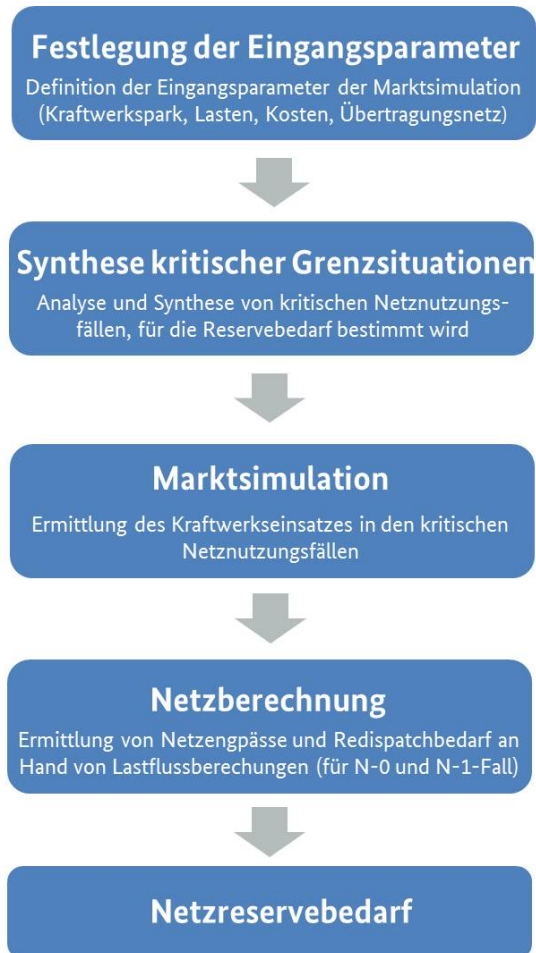 Festlegung der Eingangsparameter
Definition der Eingangsparameter der Marktsimulation
(Kraftwerkspark, Lasten, Kosten, Übertragungsnetz)
Synthese kritischer Grenzsituationen
Analyse und Synthese von kritischen Netznutzungs-
fällen, für die Reservebedarf bestimmt wird
Marktsimulation
Ermittlung des Kraftwerkseinsatzes in den kritischen
Netznutzungsfällen
Netzberechnung
Ermittlung von Netzengpässe und Redispatchbedarf an
Hand von Lastflussberechungen (für N-0 und N-1-Fall)
Netzreservebedarf